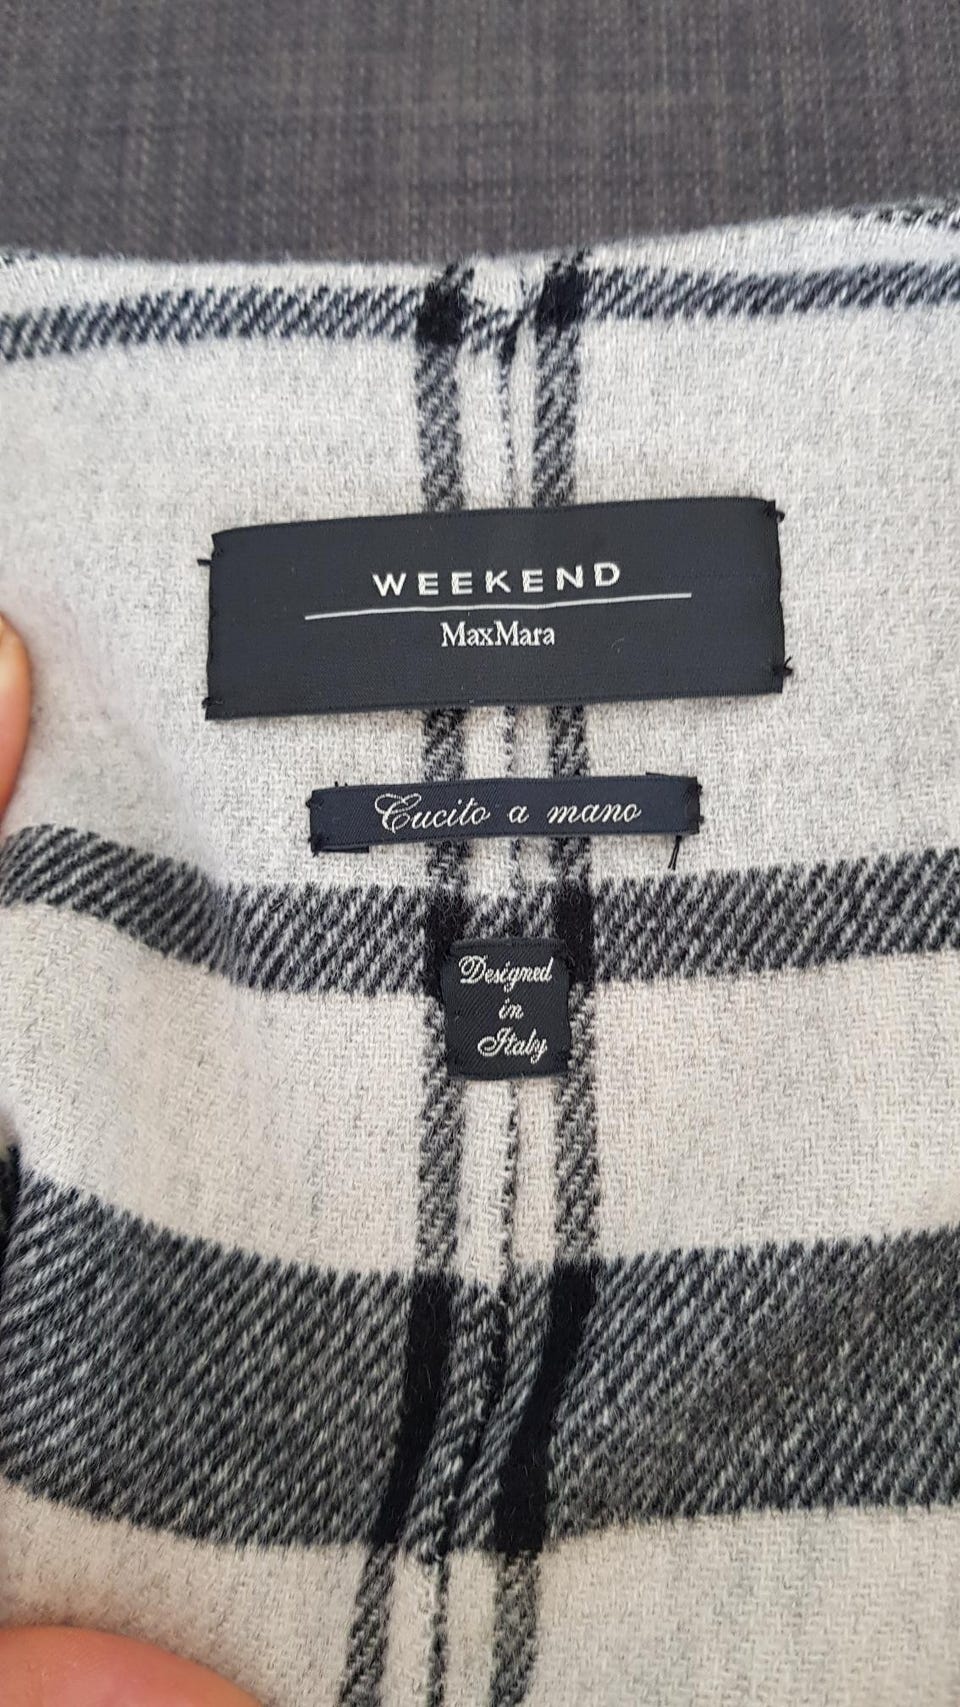 WEEKEND
MaxMara
Cucito a mano
Designed
in
Italy